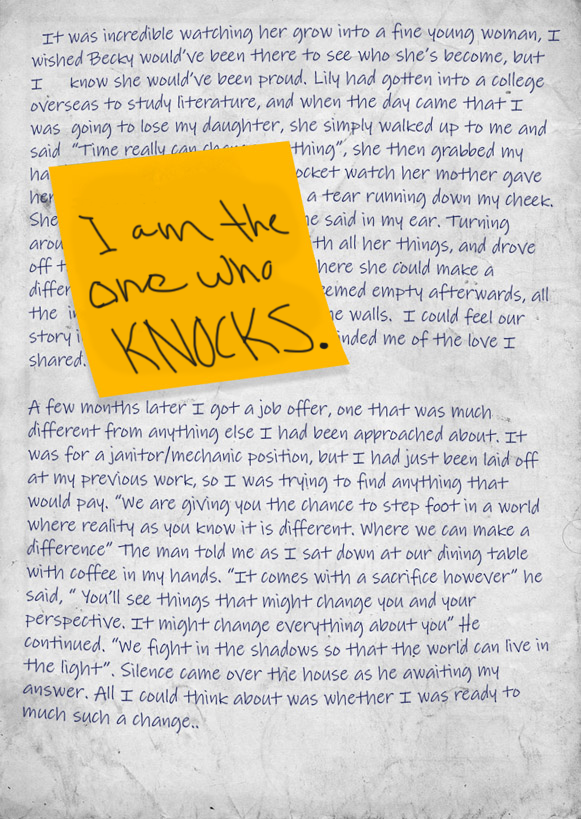 It was incredible watching her grow into a fine young woman, I
wished Becky would've been there to see who she's become, but
I know she would've been proud. Lily had gotten into a college
overseas to study literature, and when the day came that I
was going to lose my daughter, she simply walked up to me and
said "Time really can thing", she then grabbed my
ocket watch her mother gave
her a tear running down my cheek.
She he said in my ear. Turning
arou th all her things, and drove
off t here she could make a
differ emed empty afterwards, all
the he walls. I could feel our
story i nded me of the love I
shared.
I am the
one who
KNOCKS.
A few months later I got a job offer, one that was much
different from anything else I had been approached about. It
was for a janitor/mechanic position, but I had just been laid off
at my previous work, so I was trying to find anything that
would pay. "We are giving you the chance to step foot in a world
where reality as you know it is different. Where we can make a
difference" The man told me as I sat down at our dining table
with coffee in my hands. "It comes with a sacrifice however" he
said, " You'll see things that might change you and your
perspective. It might change everything about you" He
continued. "We fight in the shadows so that the world can live in
the light". Silence came over the house as he awaiting my
answer. All I could think about was whether I was ready to
much such a change..